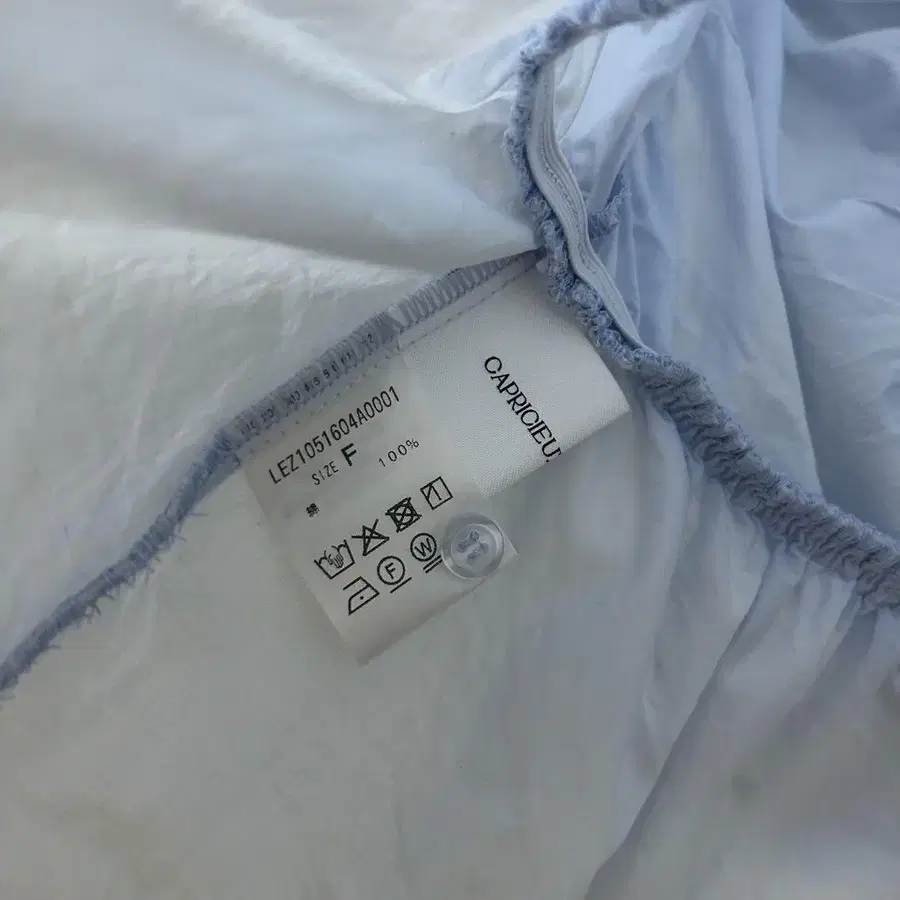 LEZ1051604A0001
SIZE F
綿 100%
F W
CAPRICIEU